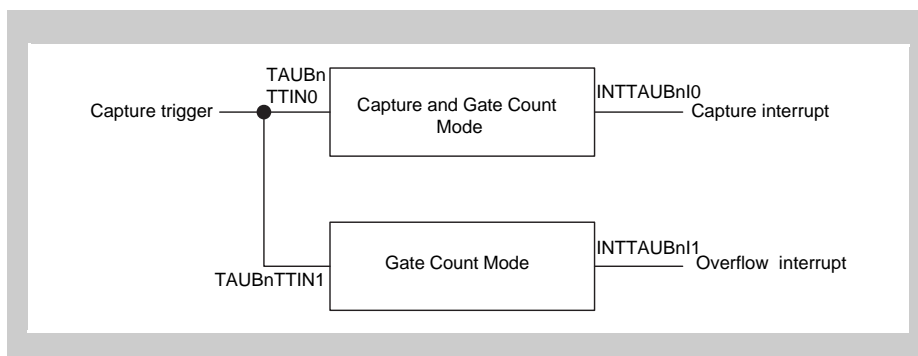 TAUBn
TTIN0
Capture trigger
Capture and Gate Count
Mode
INTTAUBnI0
Capture interrupt
TAUBnTTIN1
Gate Count Mode
INTTAUBnI1
Overflow interrupt